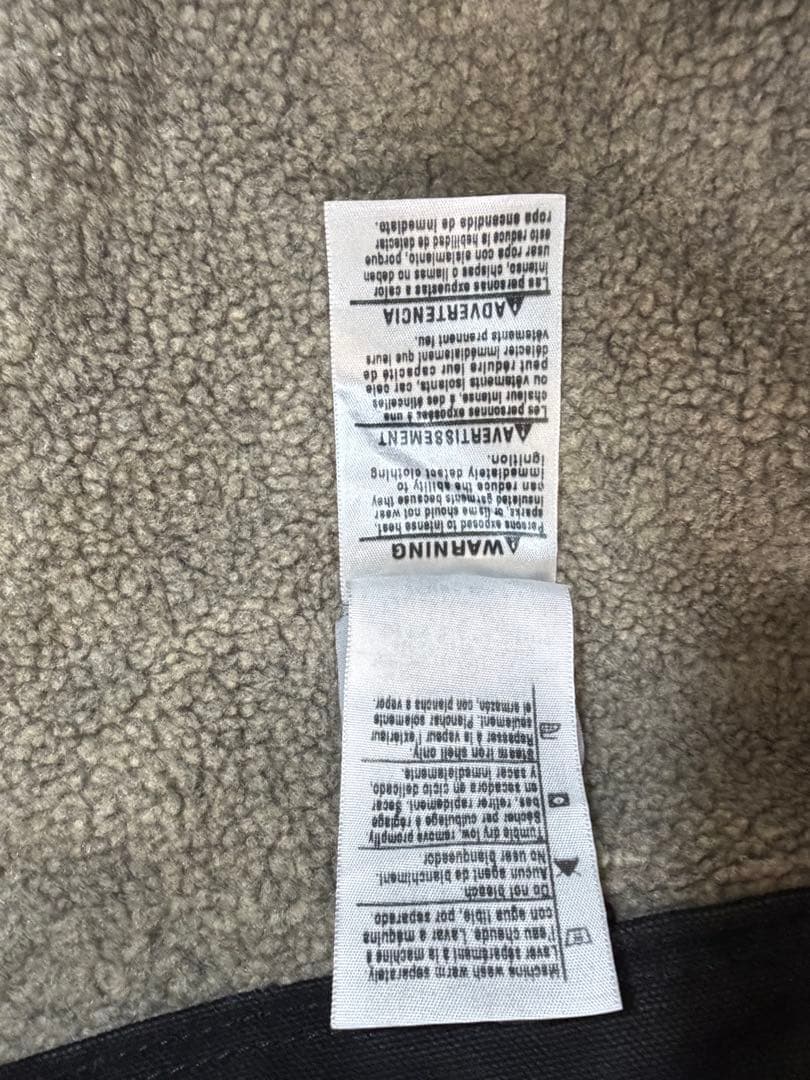 Machine wash warm separately
Laver séparément à la machine à
l'eau chaude Lavar a máquina
con agua tibie, por separado
Do not bleach
Aucun agent de blanchiment
No usar blanqueador
Tumble dry low, remove promptly
Sécher par culbutage à réglage
bas, retirer rapidement. Secar
en secadora en ciclo delicado,
y sacar inmediatamente.
Steam iron shell only
Repasser à la vapeur l'extérieur
seulement. Planchar solamente
el armazón, con plancha a vapor.
WARNING
Persons exposed to intense heat,
sparks, or flame should not wear
insulated garments because they
can reduce the ability to
immediately detect clothing
ignition.
AVERTISSEMENT
Les personnes exposées à une
chaleur intense, à des étincelles
ou vêtements isolants, car cela
peut réduire leur capacité de
détecter immédiatement que leurs
vêtements prennent feu.
ADVERTENCIA
Las personas expuestas a calor
intenso, chispas o llamas no deben
usar ropa con aislamiento, porque
esto reduce la habilidad de detectar
ropa encendida de inmediato.